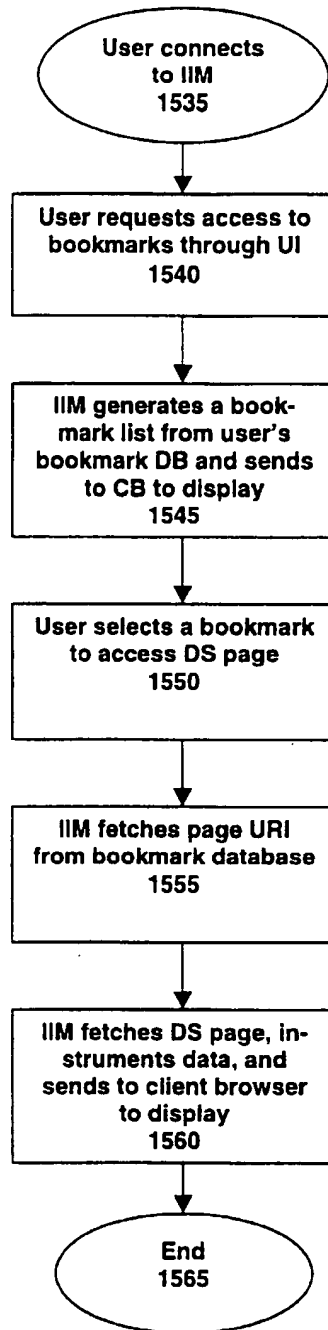 User connects
to IIM
1535
User requests access to
bookmarks through UI
1540
IIM generates a book-
mark list from user's
bookmark DB and sends
to CB to display
1545
User selects a bookmark
to access DS page
1550
IIM fetches page URI
from bookmark database
1555
IIM fetches DS page, in-
struments data, and
sends to client browser
to display
1560
End
1565